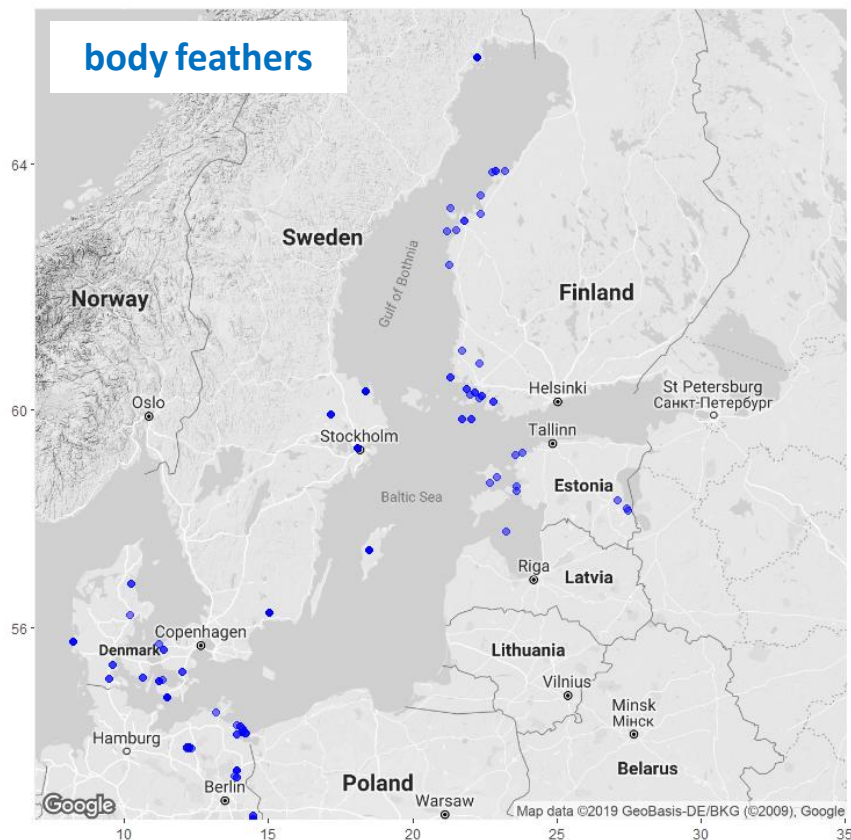 body feathers
64
Sweden
Gulf of Bothnia
Norway
Finland
Oslo
Helsinki
St Petersburg
Санкт-Петербург
60
Stockholm
Tallinn
Estonia
Baltic Sea
Riga
Latvia
56
Copenhagen
Denmark
Lithuania
Vilnius
Minsk
Мінск
Hamburg
Belarus
Berlin
Poland
Warsaw
Google
Map data ©2019 GeoBasis-DE/BKG (©2009), Google
10
15
20
25
30
35